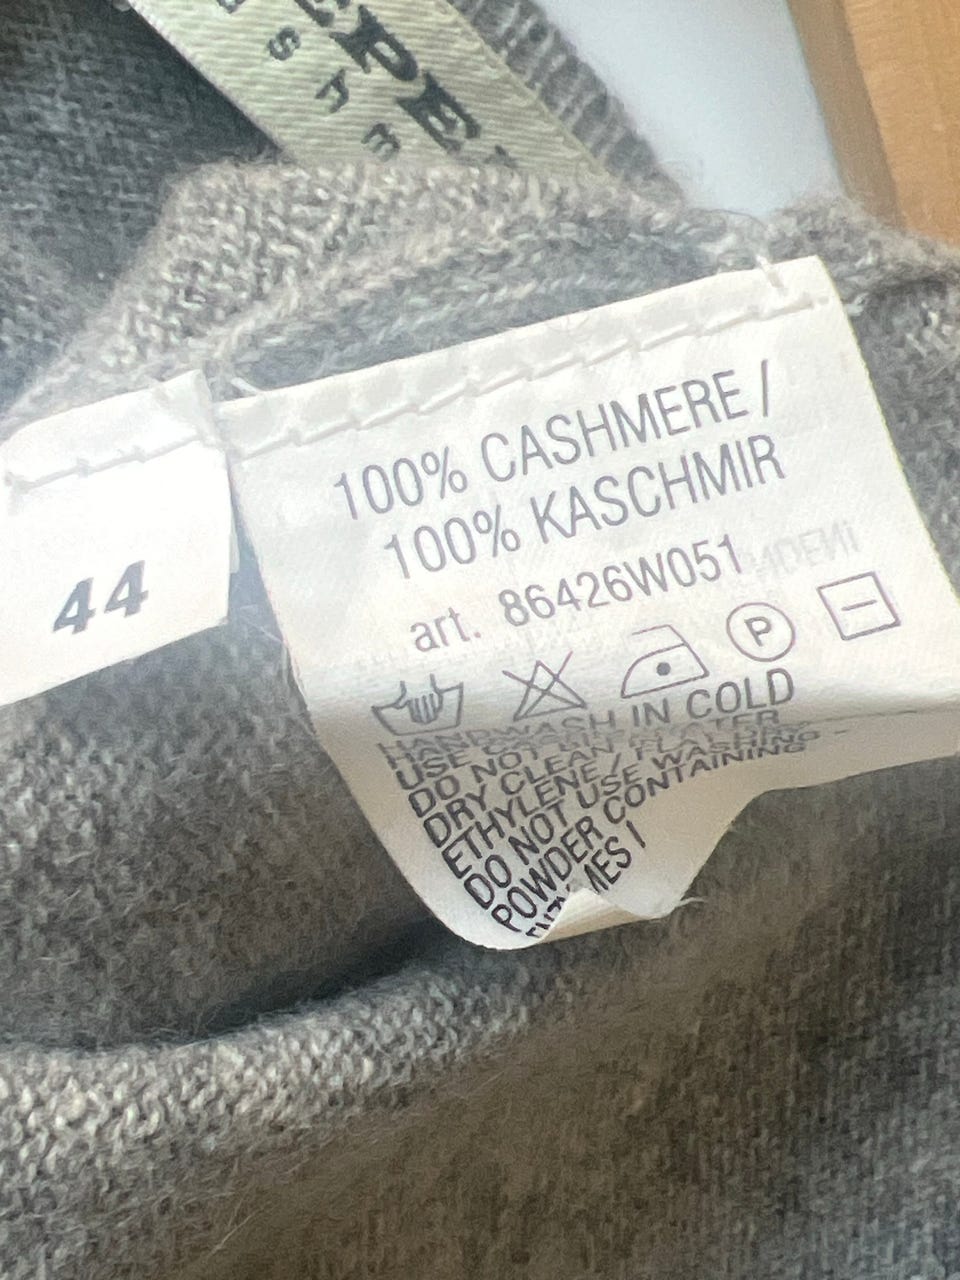 44
100% CASHMERE /
100% KASCHMIR
art. 86426W051
P
HANDWASH IN COLD
DO NOT
DRY CLEAN /
ETHYLENE /
DO NOT USE WASHING
POWDER CONTAINING